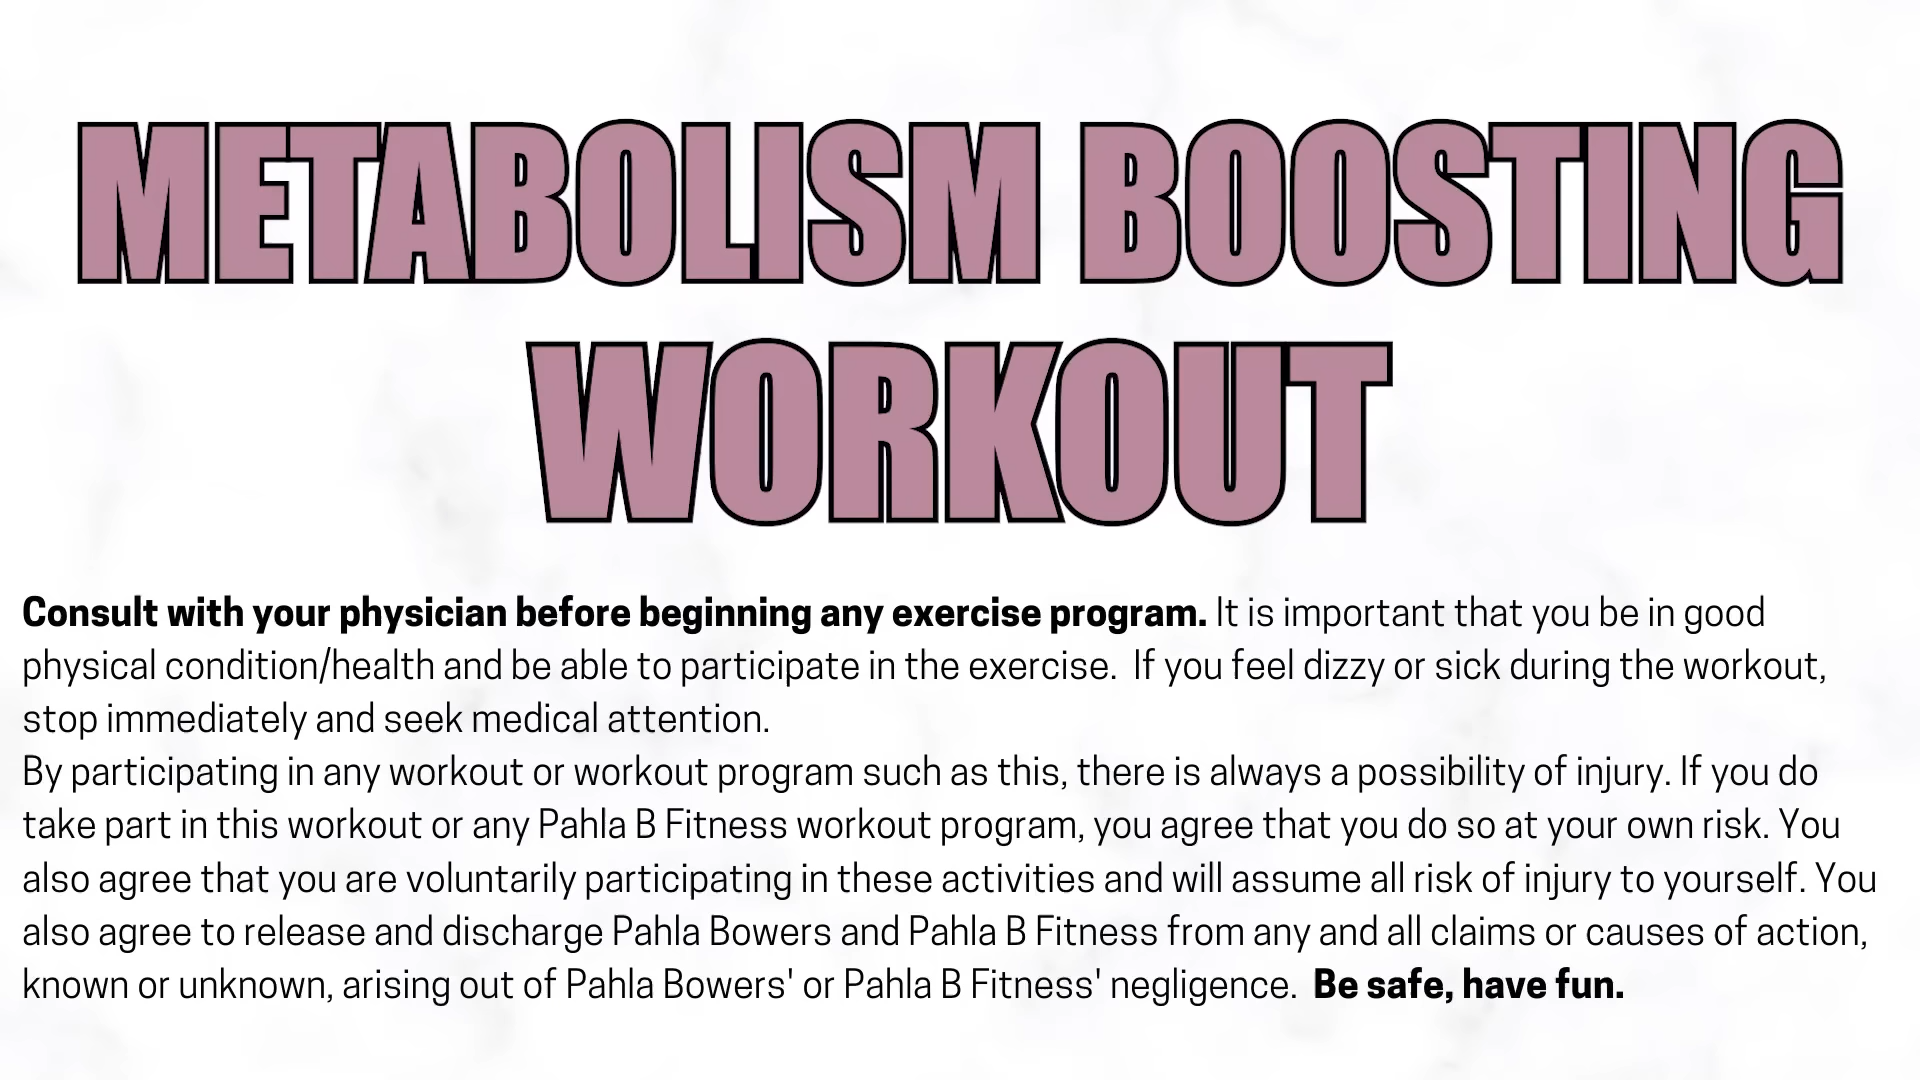 METABOLISM BOOSTING
WORKOUT
Consult with your physician before beginning any exercise program. It is important that you be in good
physical condition/health and be able to participate in the exercise.  If you feel dizzy or sick during the workout,
stop immediately and seek medical attention.
By participating in any workout or workout program such as this, there is always a possibility of injury. If you do
take part in this workout or any Pahla B Fitness workout program, you agree that you do so at your own risk. You
also agree that you are voluntarily participating in these activities and will assume all risk of injury to yourself. You
also agree to release and discharge Pahla Bowers and Pahla B Fitness from any and all claims or causes of action,
known or unknown, arising out of Pahla Bowers' or Pahla B Fitness' negligence.  Be safe, have fun.